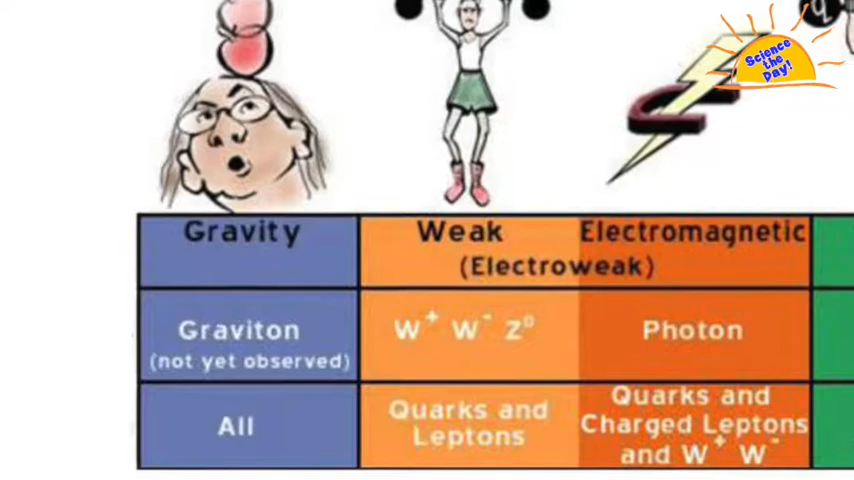 q
Science
the
Day!
Gravity
Weak
Electromagnetic
(Electroweak)
Graviton
(not yet observed)
W⁺ W⁻ Z⁰
Photon
All
Quarks and
Leptons
Quarks and
Charged Leptons
and W⁺ W⁻